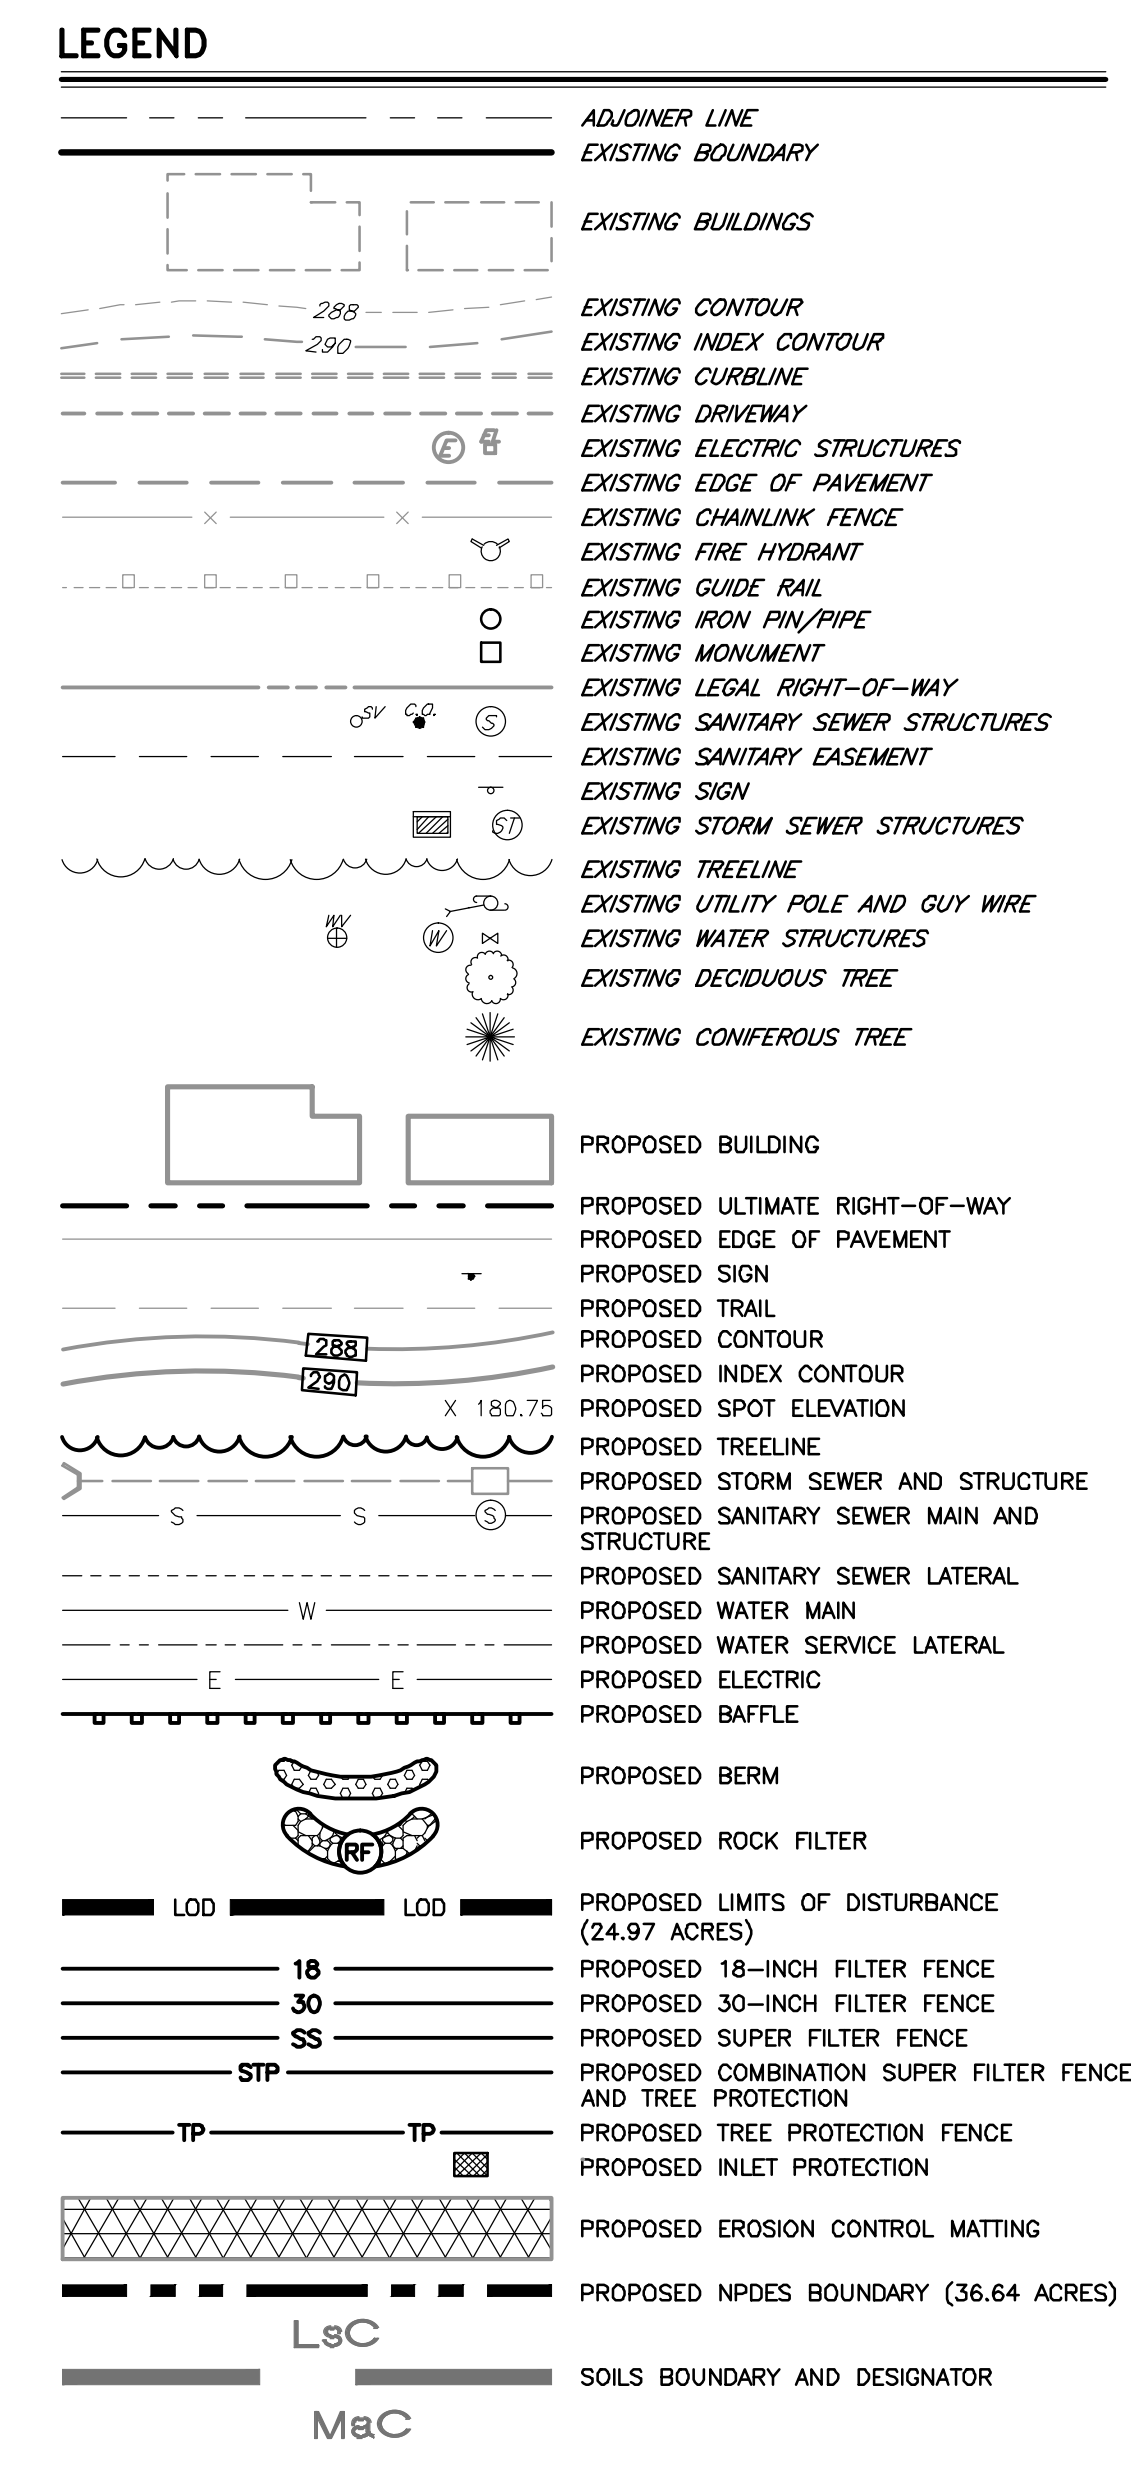 LEGEND
ADJOINER LINE
EXISTING BOUNDARY
EXISTING BUILDINGS
288 EXISTING CONTOUR
290 EXISTING INDEX CONTOUR
EXISTING CURBLINE
EXISTING DRIVEWAY
E E EXISTING ELECTRIC STRUCTURES
EXISTING EDGE OF PAVEMENT
EXISTING CHAINLINK FENCE
EXISTING FIRE HYDRANT
EXISTING GUIDE RAIL
EXISTING IRON PIN/PIPE
EXISTING MONUMENT
EXISTING LEGAL RIGHT-OF-WAY
SV C.O. S EXISTING SANITARY SEWER STRUCTURES
EXISTING SANITARY EASEMENT
EXISTING SIGN
ST EXISTING STORM SEWER STRUCTURES
EXISTING TREELINE
EXISTING UTILITY POLE AND GUY WIRE
WV W EXISTING WATER STRUCTURES
EXISTING DECIDUOUS TREE
EXISTING CONIFEROUS TREE
PROPOSED BUILDING
PROPOSED ULTIMATE RIGHT-OF-WAY
PROPOSED EDGE OF PAVEMENT
PROPOSED SIGN
PROPOSED TRAIL
288 PROPOSED CONTOUR
290 PROPOSED INDEX CONTOUR
X 180.75 PROPOSED SPOT ELEVATION
PROPOSED TREELINE
PROPOSED STORM SEWER AND STRUCTURE
S S S PROPOSED SANITARY SEWER MAIN AND
STRUCTURE
PROPOSED SANITARY SEWER LATERAL
W PROPOSED WATER MAIN
PROPOSED WATER SERVICE LATERAL
E E PROPOSED ELECTRIC
PROPOSED BAFFLE
PROPOSED BERM
RF PROPOSED ROCK FILTER
LOD LOD PROPOSED LIMITS OF DISTURBANCE
(24.97 ACRES)
18 PROPOSED 18-INCH FILTER FENCE
30 PROPOSED 30-INCH FILTER FENCE
SS PROPOSED SUPER FILTER FENCE
STP PROPOSED COMBINATION SUPER FILTER FENCE
AND TREE PROTECTION
TP TP PROPOSED TREE PROTECTION FENCE
PROPOSED INLET PROTECTION
PROPOSED EROSION CONTROL MATTING
PROPOSED NPDES BOUNDARY (36.64 ACRES)
LsC
SOILS BOUNDARY AND DESIGNATOR
MaC